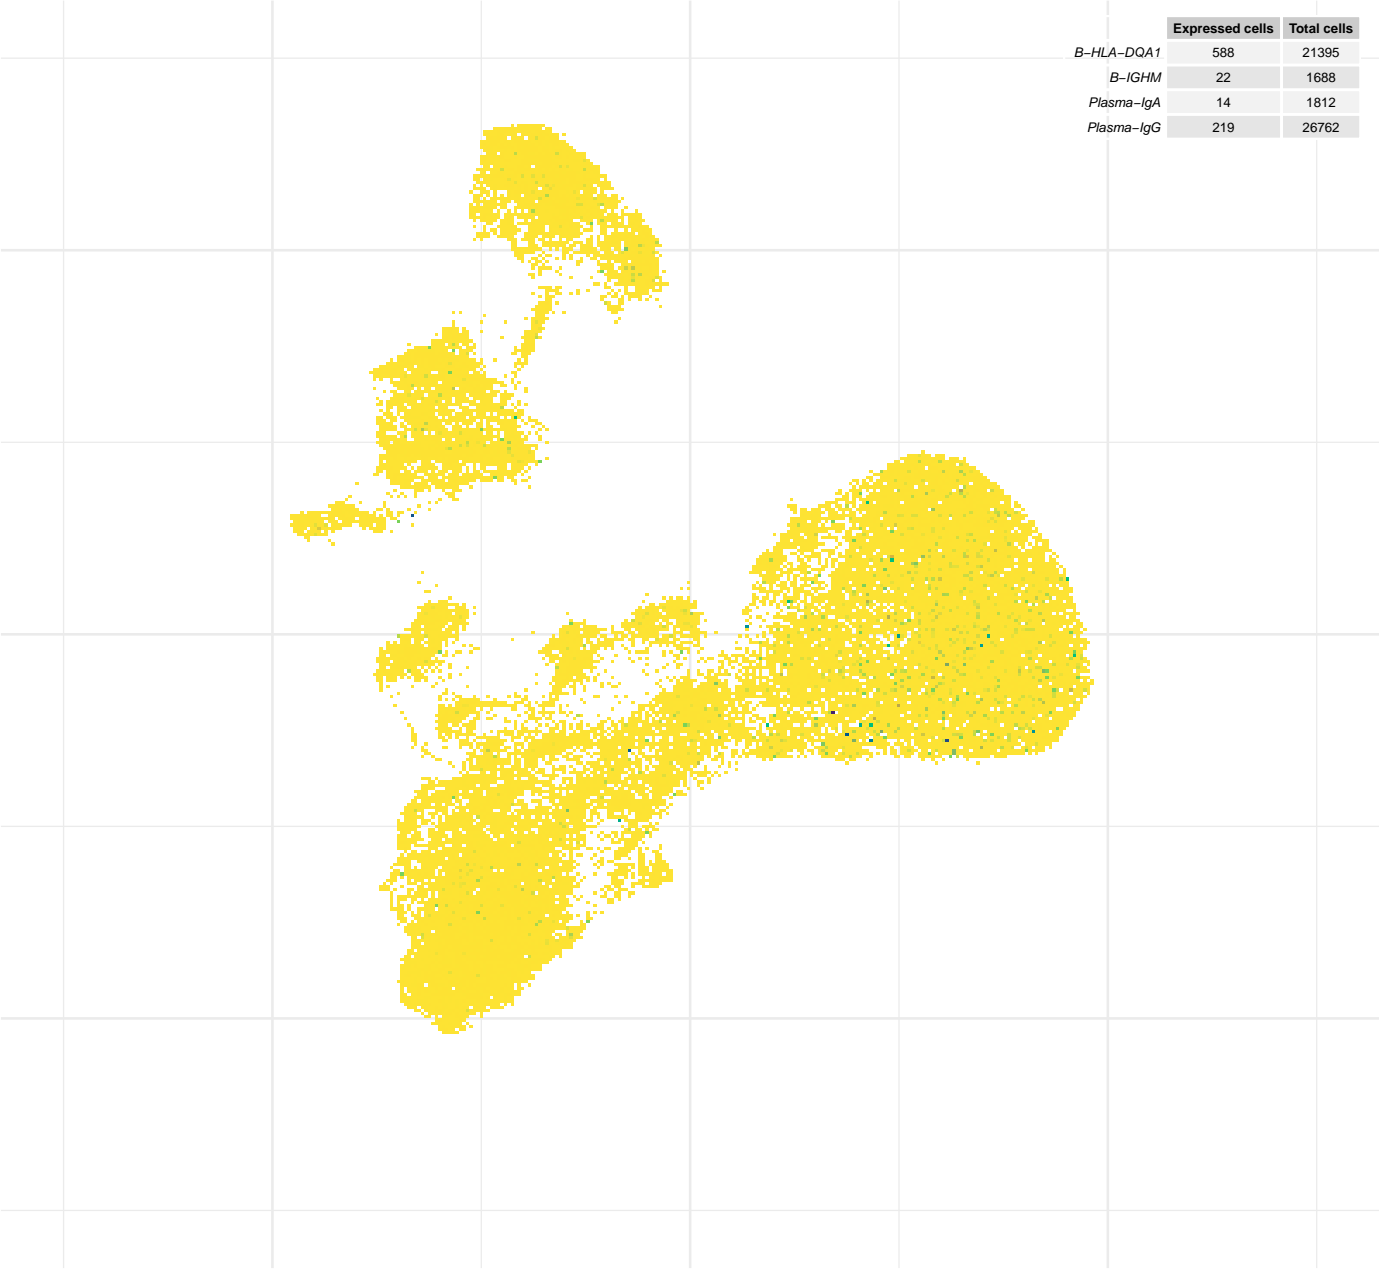 Expressed cells Total cells
B−HLA−DQA1 588 21395
B−IGHM 22 1688
Plasma−IgA 14 1812
Plasma−IgG 219 26762